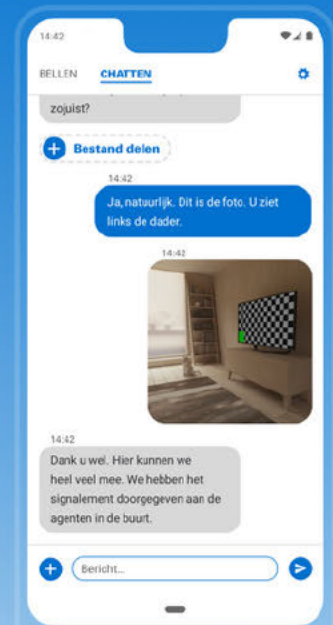 14:42
BELLEN CHATTEN
zojuist?
Bestand delen
14:42
Ja, natuurlijk. Dit is de foto. U ziet
links de dader.
14:42
14:42
Dank u wel. Hier kunnen we
heel veel mee. We hebben het
signalement doorgegeven aan de
agenten in de buurt.
Bericht...